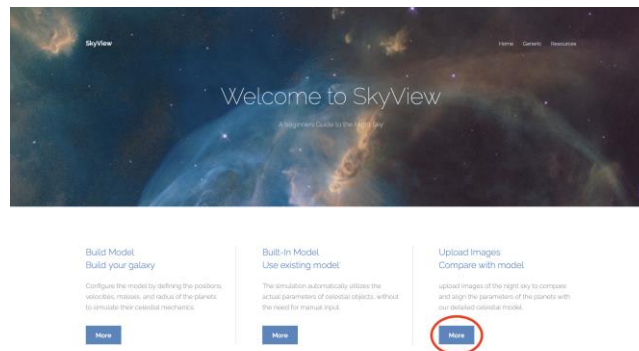 SkyView
Home Generic Resources
Welcome to SkyView
A Beginners Guide to the Night Sky
Build Model
Build your galaxy
Configure the model by defining the positions,
velocities, masses, and radius of the planets
to simulate their celestial mechanics.
More
Built-In Model
Use existing model
The simulation automatically utilizes the
actual parameters of celestial objects, without
the need for manual input.
More
Upload Images
Compare with model
upload images of the night sky to compare
and align the parameters of the planets with
our detailed celestial model.
More